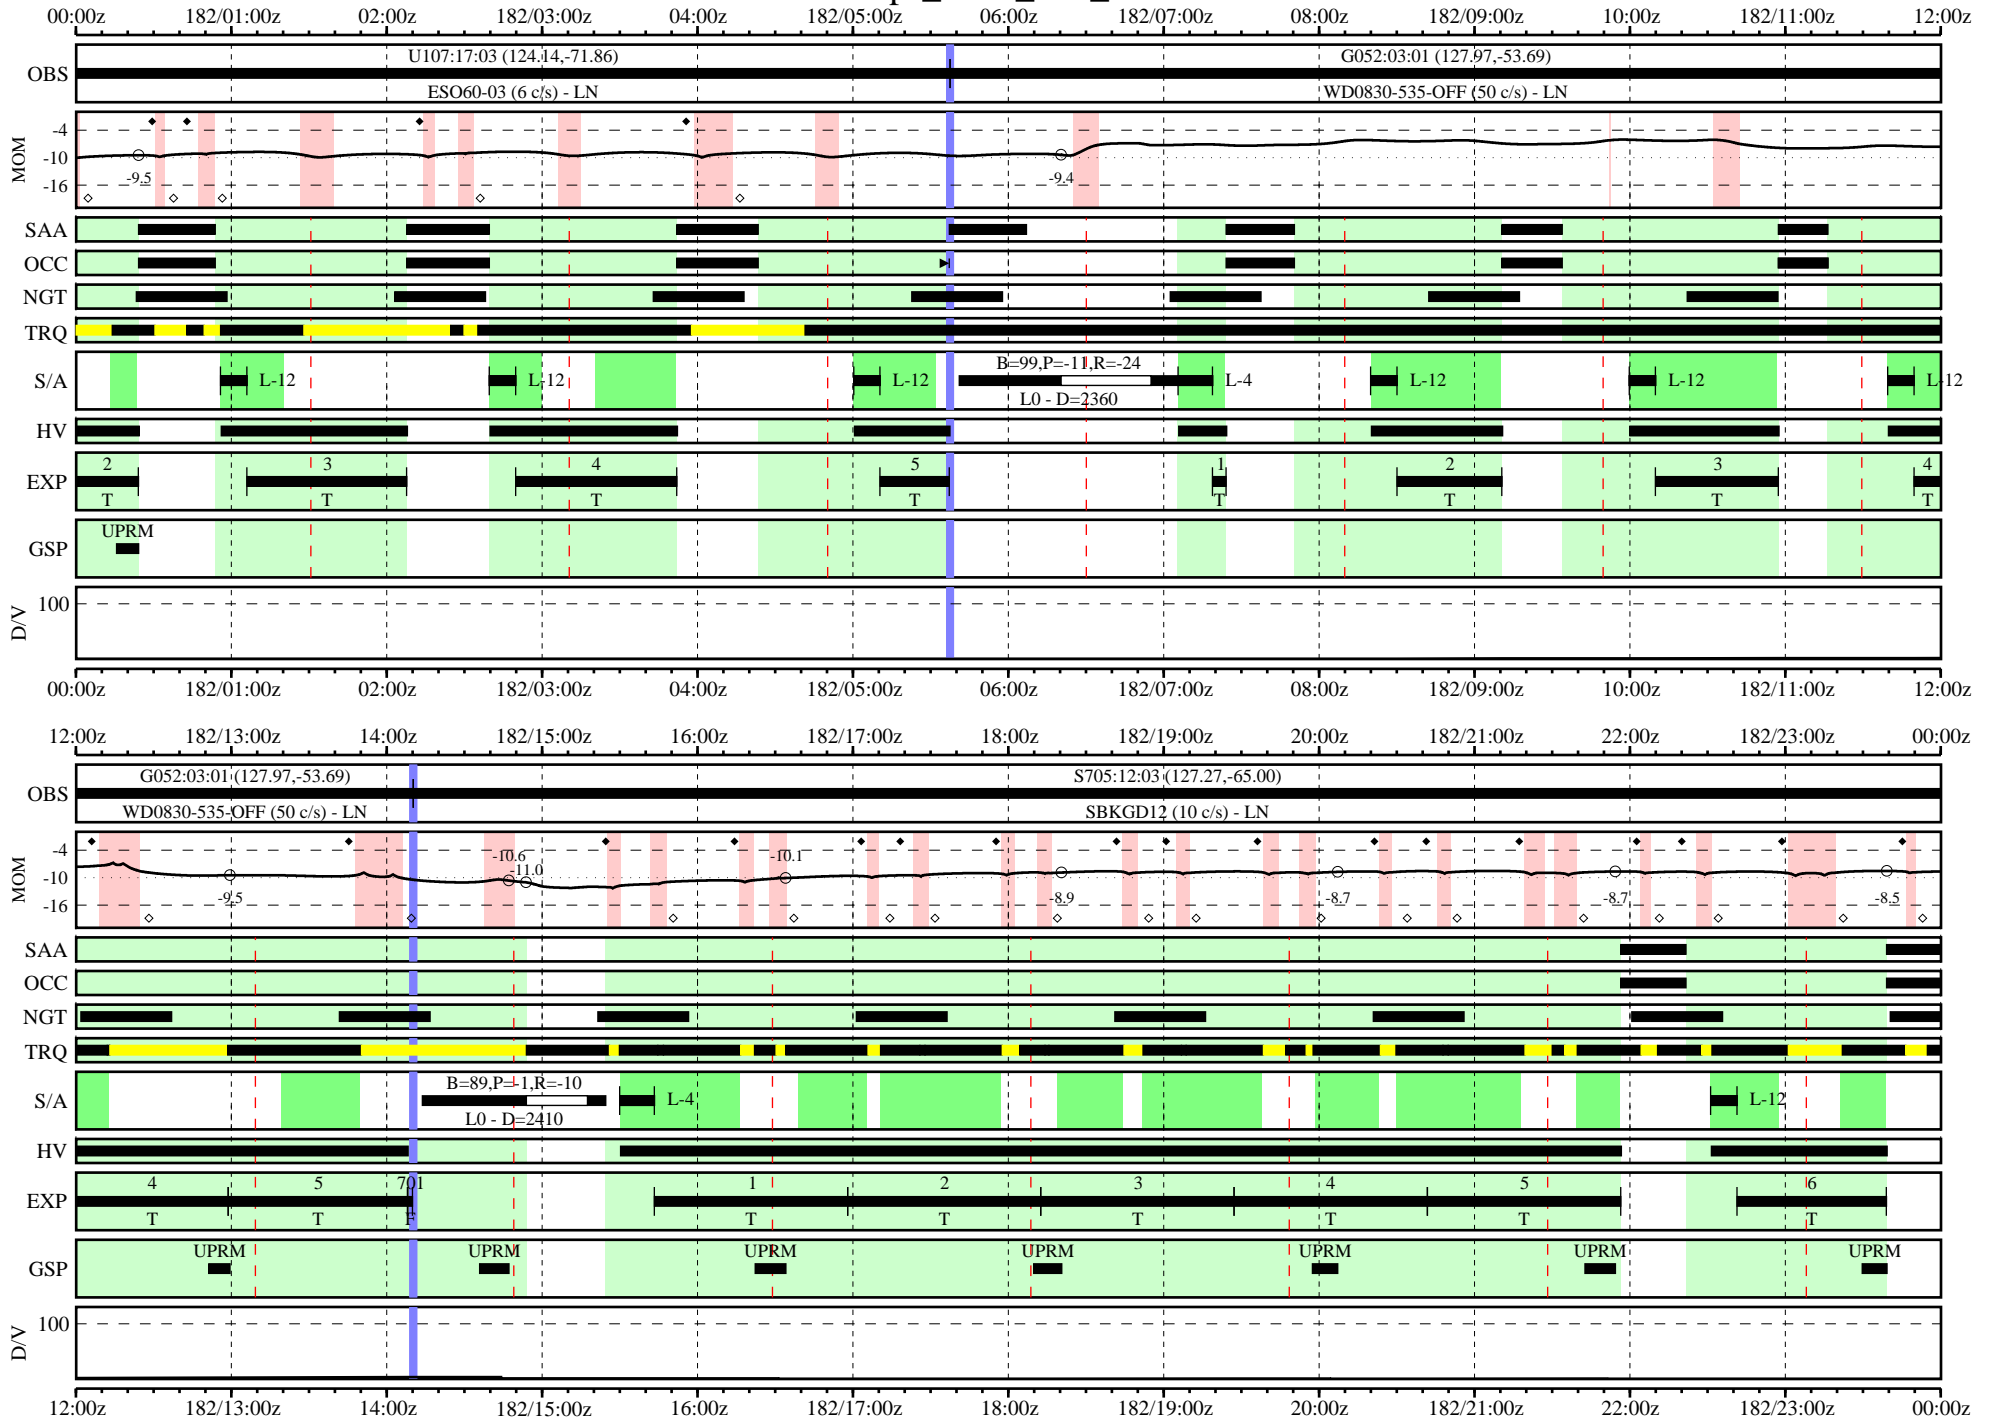 00:00z 182/01:00z 02:00z 182/03:00z 04:00z 182/05:00z 06:00z 182/07:00z 08:00z 182/09:00z 10:00z 182/11:00z 12:00z
U107:17:03 (124.14,-71.86) G052:03:01 (127.97,-53.69)
OBS
ESO60-03 (6 c/s) - LN WD0830-535-OFF (50 c/s) - LN
MOM
-4
-10
-16
-9.5 -9.4
SAA
OCC
NGT
TRQ
B=99,P=-11,R=-24
S/A L-12 L-12 L-12 L-4 L-12 L-12 L-12
L0 - D=2360
HV
2 3 4 5 1 2 3 4
EXP
T T T T T T T T
UPRM
GSP
D/V
100
00:00z 182/01:00z 02:00z 182/03:00z 04:00z 182/05:00z 06:00z 182/07:00z 08:00z 182/09:00z 10:00z 182/11:00z 12:00z
12:00z 182/13:00z 14:00z 182/15:00z 16:00z 182/17:00z 18:00z 182/19:00z 20:00z 182/21:00z 22:00z 182/23:00z 00:00z
G052:03:01 (127.97,-53.69) S705:12:03 (127.27,-65.00)
OBS
WD0830-535-OFF (50 c/s) - LN SBKGD12 (10 c/s) - LN
MOM
-4
-10
-16
-9.5 -10.6 -11.0 -10.1 -8.9 -8.7 -8.7 -8.5
SAA
OCC
NGT
TRQ
B=89,P=-1,R=-10
S/A L-4 L-12
L0 - D=2410
HV
4 5 701 1 2 3 4 5 6
EXP
T T F T T T T T T
UPRM UPRM UPRM UPRM UPRM UPRM UPRM
GSP
D/V
100
12:00z 182/13:00z 14:00z 182/15:00z 16:00z 182/17:00z 18:00z 182/19:00z 20:00z 182/21:00z 22:00z 182/23:00z 00:00z